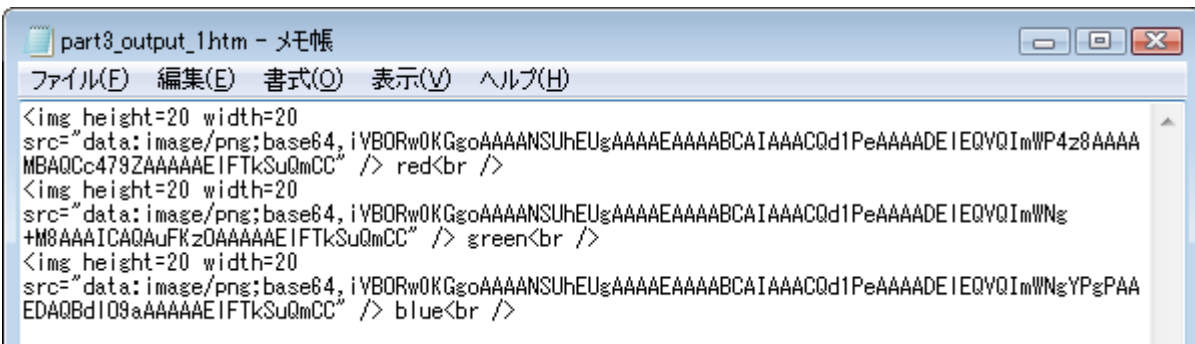 part3_output_1.htm - メモ帳
ファイル(F) 編集(E) 書式(O) 表示(V) ヘルプ(H)
<img height=20 width=20
src="data:image/png;base64,iVBORw0KGgoAAAANSUhEUgAAAAEAAAABCAIAAACQd1PeAAAADElEQVQImWP4z8AAAA
MBAQCc479ZAAAAAElFTkSuQmCC" /> red<br />
<img height=20 width=20
src="data:image/png;base64,iVBORw0KGgoAAAANSUhEUgAAAAEAAAABCAIAAACQd1PeAAAADElEQVQImWNg
+M8AAAICAQAuFKzOAAAAAElFTkSuQmCC" /> green<br />
<img height=20 width=20
src="data:image/png;base64,iVBORw0KGgoAAAANSUhEUgAAAAEAAAABCAIAAACQd1PeAAAADElEQVQImWNgYPgPAA
EDAQBdlO9aAAAAAElFTkSuQmCC" /> blue<br />